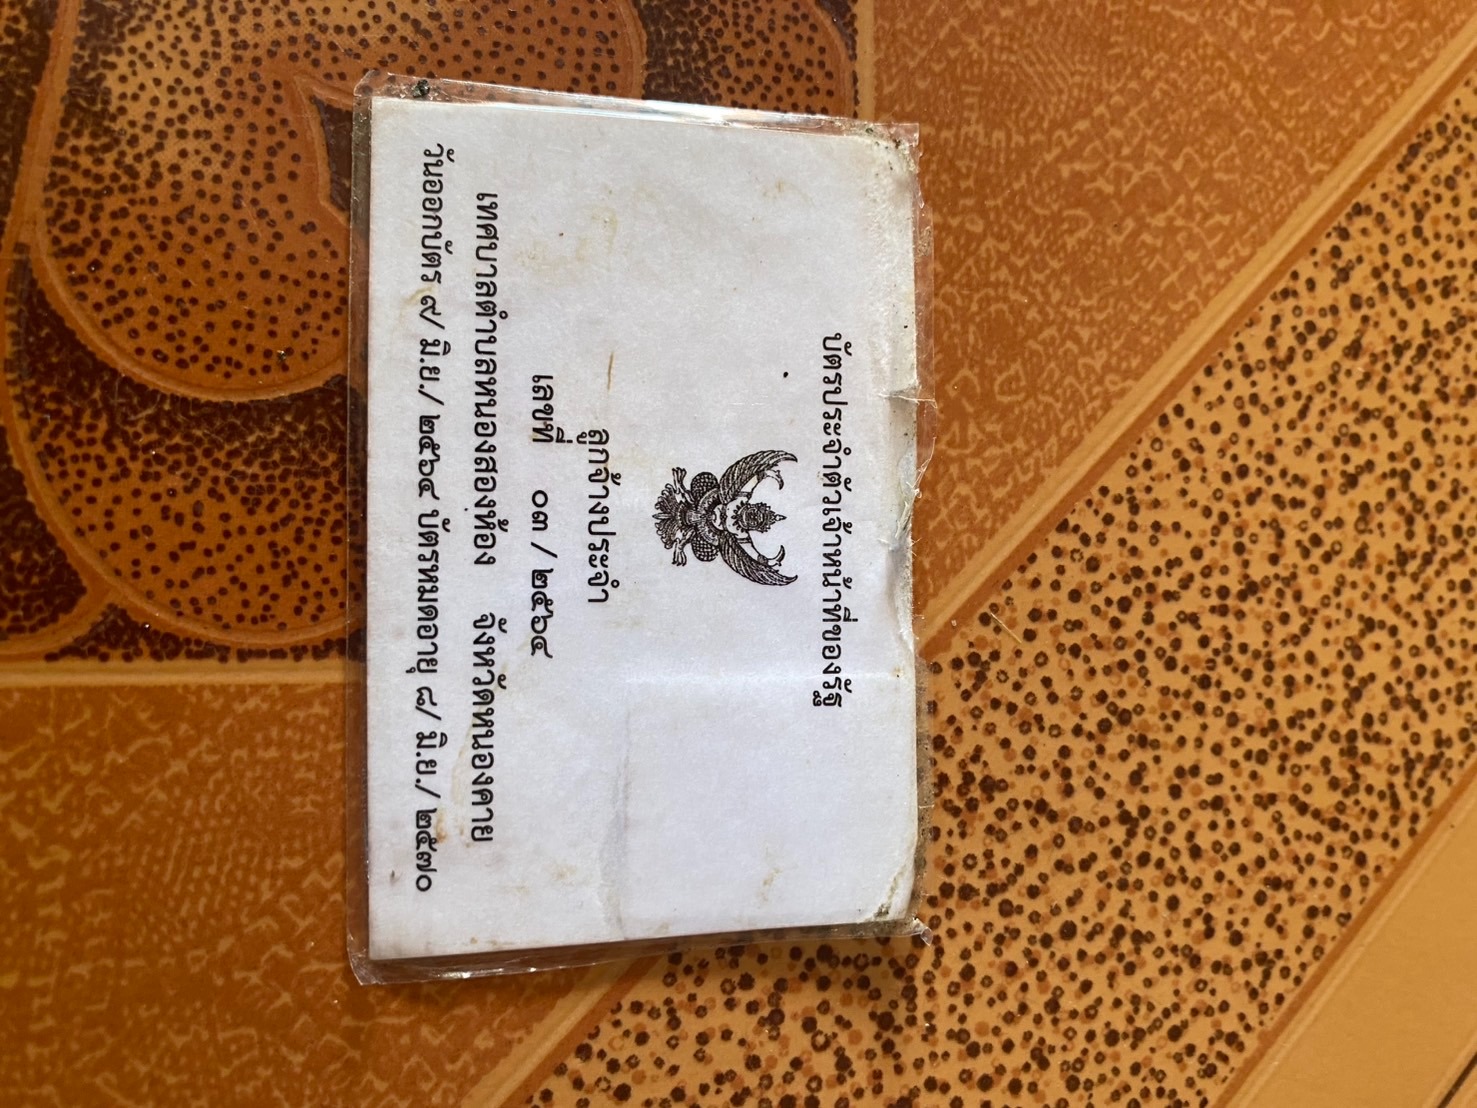 บัตรประจำตัวเจ้าหน้าที่ของรัฐ
ลูกจ้างประจำ
เลขที่ ๐๓ / ๒๕๖๔
เทศบาลตำบลหนองสองห้อง จังหวัดหนองคาย
วันออกบัตร ๙/ มิ.ย./ ๒๕๖๔ บัตรหมดอายุ ๘/ มิ.ย./ ๒๕๗๐